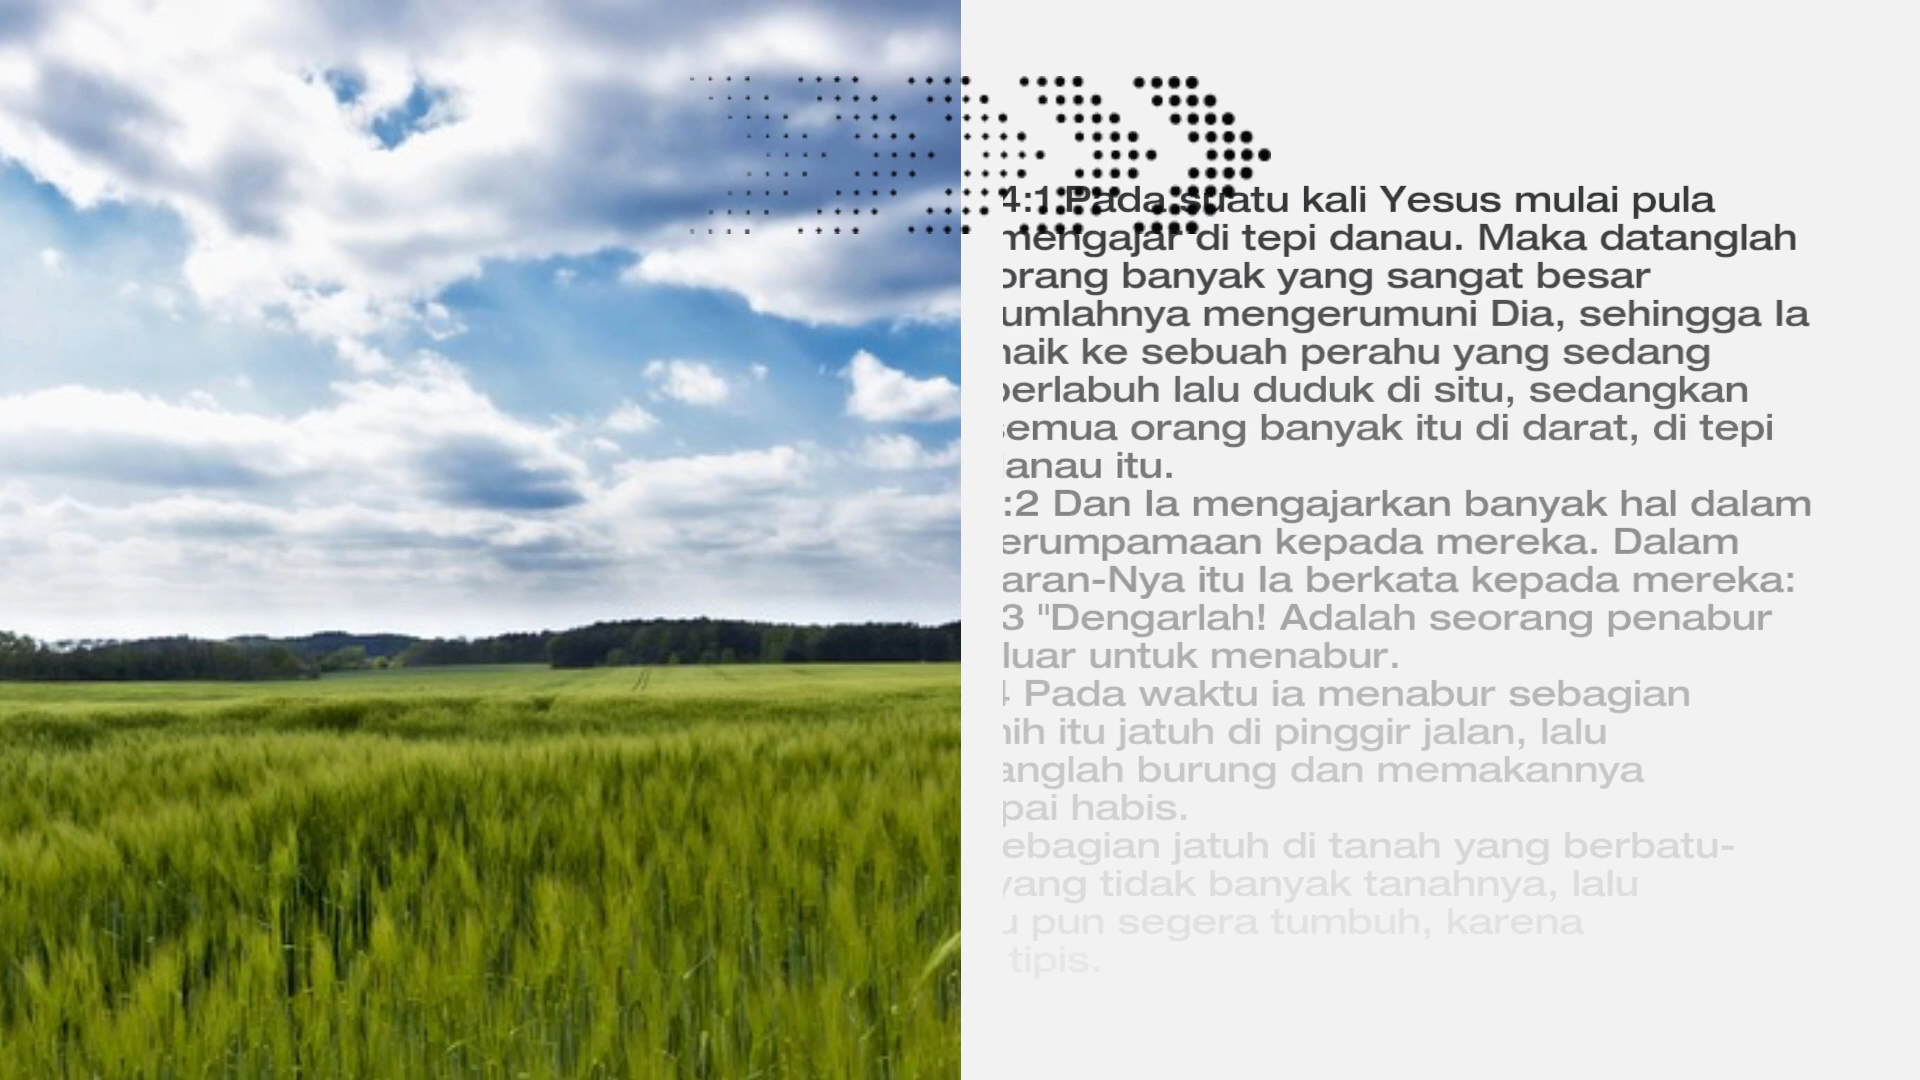 4:1 Pada suatu kali Yesus mulai pula
mengajar di tepi danau. Maka datanglah
orang banyak yang sangat besar
umlahnya mengerumuni Dia, sehingga Ia
naik ke sebuah perahu yang sedang
berlabuh lalu duduk di situ, sedangkan
semua orang banyak itu di darat, di tepi
danau itu.
:2 Dan Ia mengajarkan banyak hal dalam
erumpamaan kepada mereka. Dalam
aran-Nya itu Ia berkata kepada mereka:
3 "Dengarlah! Adalah seorang penabur
luar untuk menabur.
4 Pada waktu ia menabur sebagian
nih itu jatuh di pinggir jalan, lalu
anglah burung dan memakannya
pai habis.
ebagian jatuh di tanah yang berbatu-
yang tidak banyak tanahnya, lalu
u pun segera tumbuh, karena
tipis.